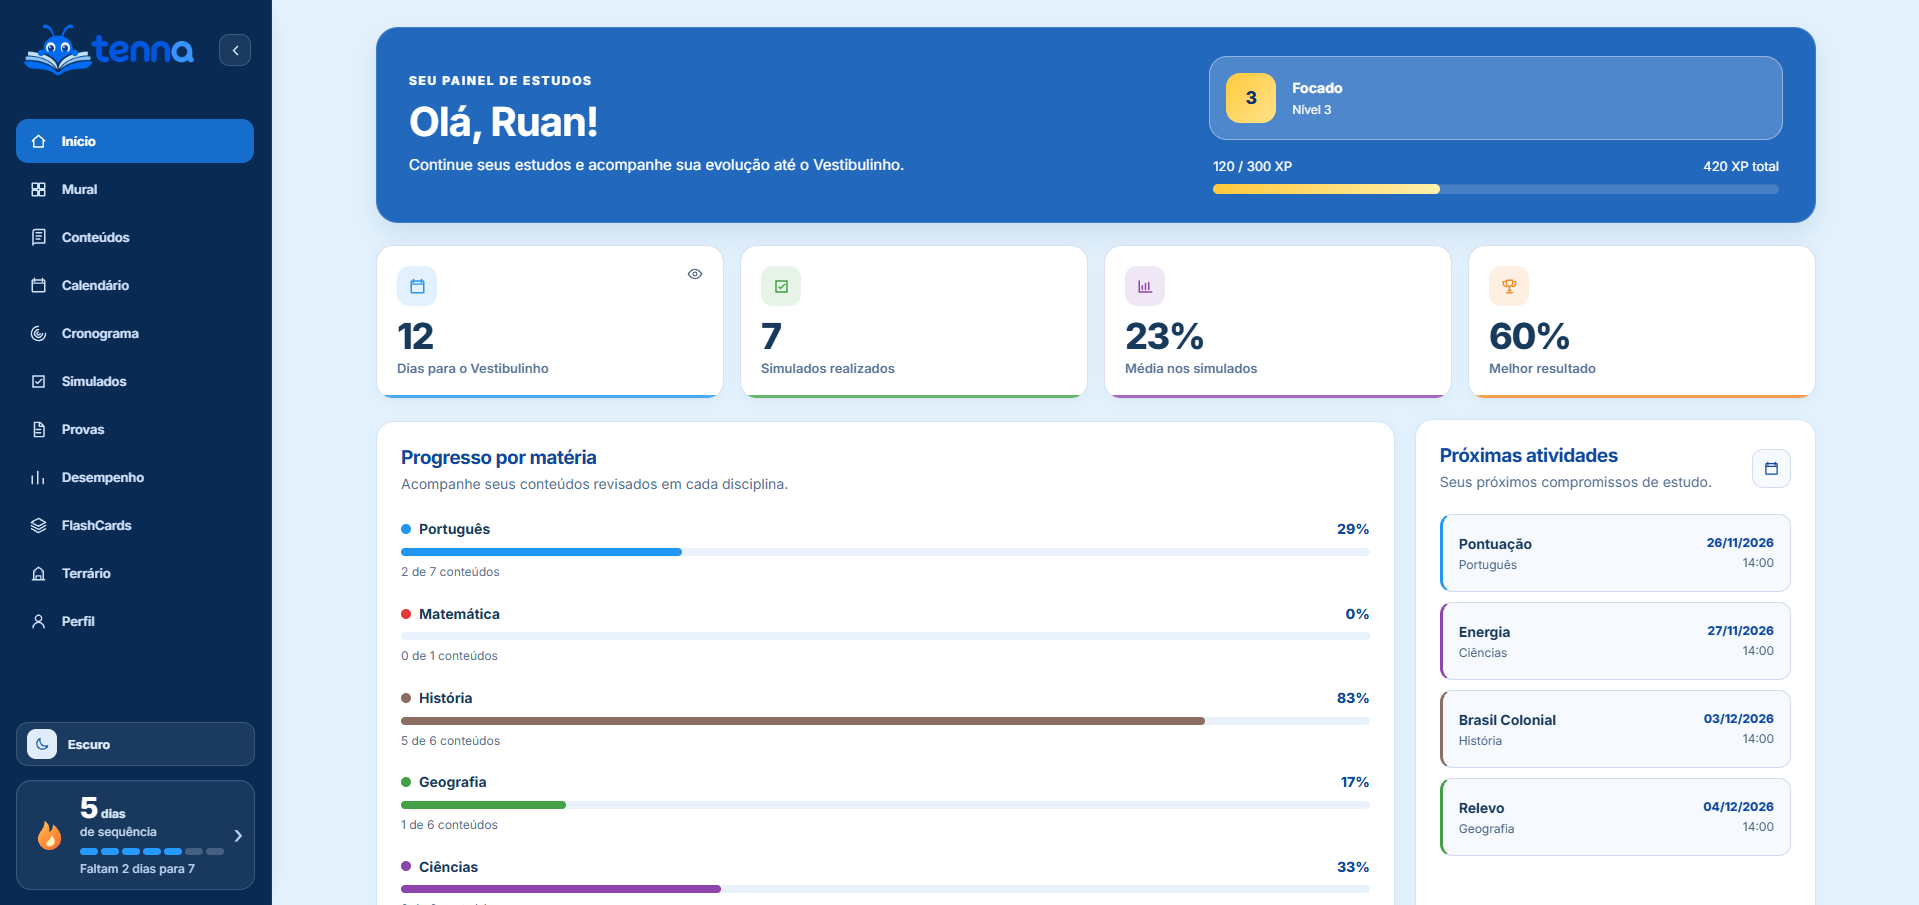 tenna
Início
Mural
Conteúdos
Calendário
Cronograma
Simulados
Provas
Desempenho
FlashCards
Terrário
Perfil
Escuro
5 dias
de sequência
Faltam 2 dias para 7
SEU PAINEL DE ESTUDOS
Olá, Ruan!
Continue seus estudos e acompanhe sua evolução até o Vestibulinho.
3
Focado
Nível 3
120 / 300 XP
420 XP total
12
Dias para o Vestibulinho
7
Simulados realizados
23%
Média nos simulados
60%
Melhor resultado
Progresso por matéria
Acompanhe seus conteúdos revisados em cada disciplina.
Português
29%
2 de 7 conteúdos
Matemática
0%
0 de 1 conteúdos
História
83%
5 de 6 conteúdos
Geografia
17%
1 de 6 conteúdos
Ciências
33%
Próximas atividades
Seus próximos compromissos de estudo.
Pontuação
26/11/2026
Português
14:00
Energia
27/11/2026
Ciências
14:00
Brasil Colonial
03/12/2026
História
14:00
Relevo
04/12/2026
Geografia
14:00